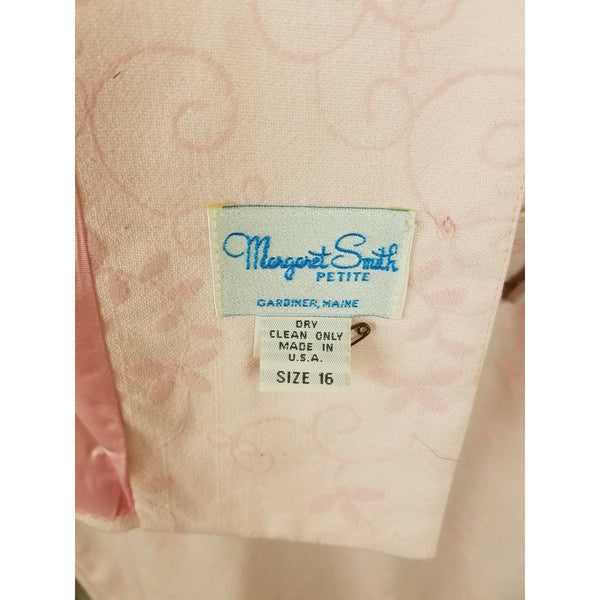 Margaret Smith
PETITE
GARDINER, MAINE
DRY
CLEAN ONLY
MADE IN
U.S.A.
SIZE 16